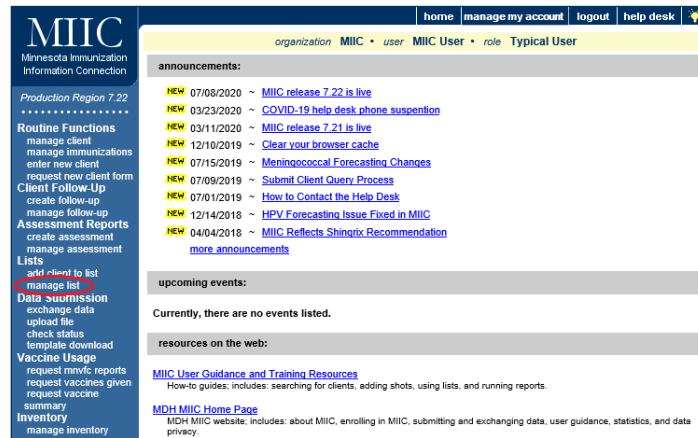 home manage my account logout help desk
MIIC
Minnesota Immunization
Information Connection
organization MIIC • user MIIC User • role Typical User
Production Region 7.22
Routine Functions
manage client
manage immunizations
enter new client
request new client form
Client Follow-Up
create follow-up
manage follow-up
Assessment Reports
create assessment
manage assessment
Lists
add client to list
manage list
Data Submission
exchange data
upload file
check status
template download
Vaccine Usage
request mnvfc reports
request vaccines given
request vaccine
summary
Inventory
manage inventory
announcements:
NEW 07/08/2020 ~ MIIC release 7.22 is live
NEW 03/23/2020 ~ COVID-19 help desk phone suspention
NEW 03/11/2020 ~ MIIC release 7.21 is live
NEW 12/10/2019 ~ Clear your browser cache
NEW 07/15/2019 ~ Meningococcal Forecasting Changes
NEW 07/09/2019 ~ Submit Client Query Process
NEW 07/01/2019 ~ How to Contact the Help Desk
NEW 12/14/2018 ~ HPV Forecasting Issue Fixed in MIIC
NEW 04/04/2018 ~ MIIC Reflects Shingrix Recommendation
more announcements
upcoming events:
Currently, there are no events listed.
resources on the web:
MIIC User Guidance and Training Resources
How-to guides; includes: searching for clients, adding shots, using lists, and running reports.
MDH MIIC Home Page
MDH MIIC website; includes: about MIIC, enrolling in MIIC, submitting and exchanging data, user guidance, statistics, and data
privacy.